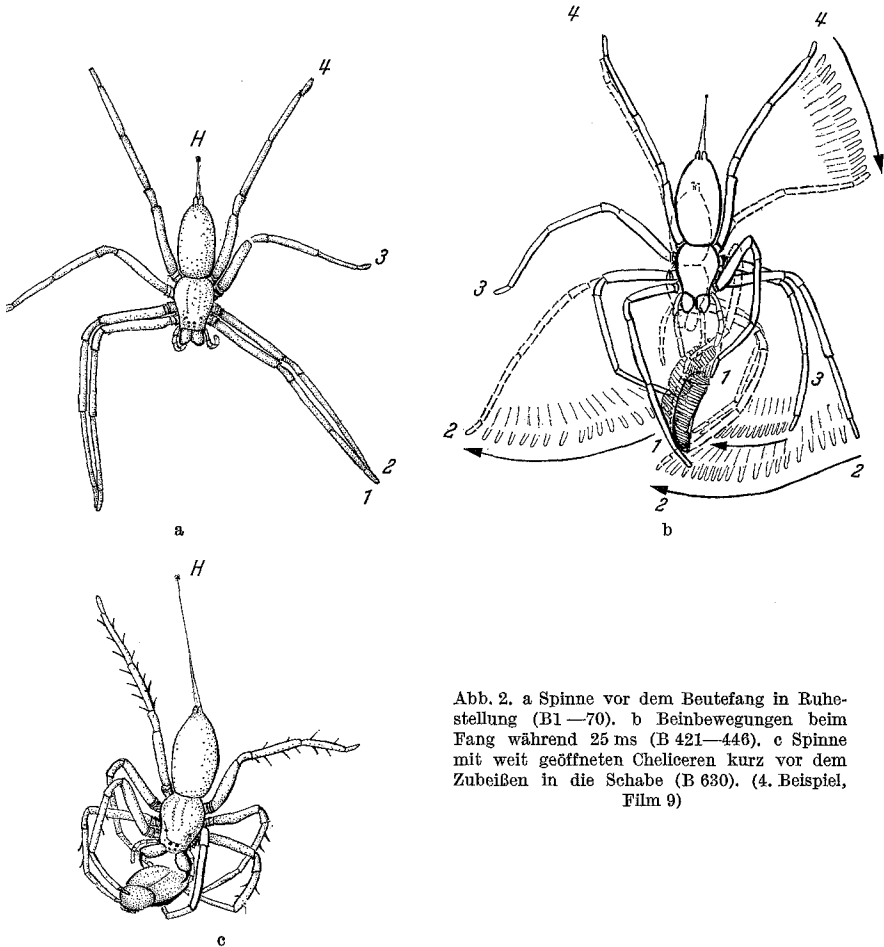 4
H
3
2
1
a
4
4
3
1
3
2
1
2
2
b
H
c
Abb. 2. a Spinne vor dem Beutefang in Ruhe-
stellung (B1—70). b Beinbewegungen beim
Fang während 25 ms (B 421—446). c Spinne
mit weit geöffneten Cheliceren kurz vor dem
Zubeißen in die Schabe (B 630). (4. Beispiel,
Film 9)